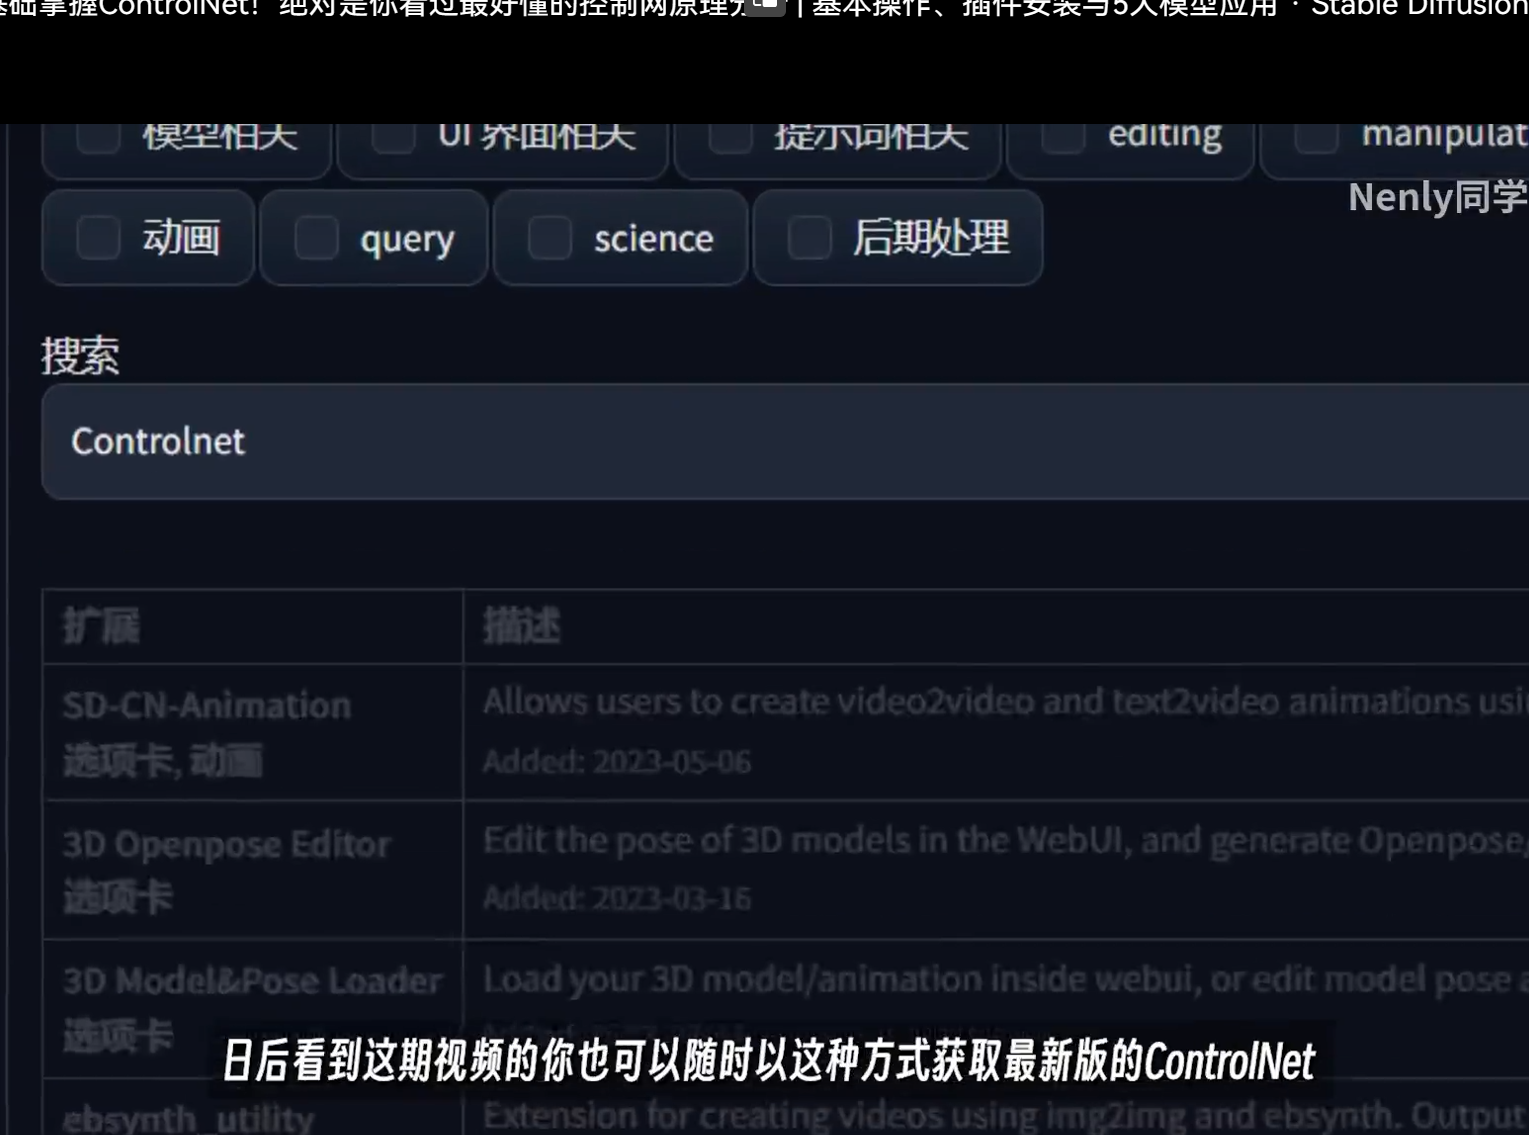 基础掌握ControlNet！绝对是你看过最好懂的控制网原理分 | 基本操作、插件安装与5大模型应用 · Stable Diffusion
模型相关 UI 界面相关 提示词相关 editing manipulat
Nenly同学
动画 query science 后期处理
搜索
Controlnet
扩展 描述
SD-CN-Animation Allows users to create video2video and text2video animations usi
选项卡, 动画 Added: 2023-05-06
3D Openpose Editor Edit the pose of 3D models in the WebUI, and generate Openpose,
选项卡 Added: 2023-03-16
3D Model&Pose Loader Load your 3D model/animation inside webui, or edit model pose a
选项卡
日后看到这期视频的你也可以随时以这种方式获取最新版的ControlNet
ebsynth_utility Extension for creating videos using img2img and ebsynth. Output